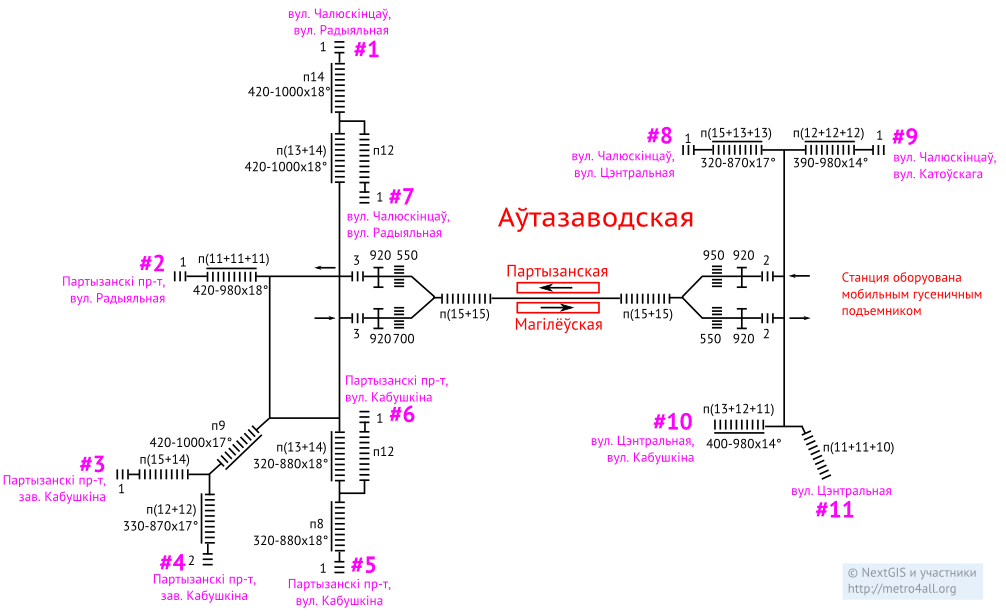 вул. Чалюскінцаў,
вул. Радыяльная
1
#1
п14
420-1000x18°
п(13+14)
420-1000x18°
п12
1
#7
вул. Чалюскінцаў,
вул. Радыяльная
#8
1
п(15+13+13)
320-870x17°
вул. Чалюскінцаў,
вул. Цэнтральная
п(12+12+12)
390-980x14°
1
#9
вул. Чалюскінцаў,
вул. Катоўскага
Аўтазаводская
#2
1
п(11+11+11)
420-980x18°
Партызанскі пр-т,
вул. Радыяльная
3
920
550
п(15+15)
3
920
700
Партызанская
Магілёўская
п(15+15)
950
920
2
550
920
2
Станция оборуована
мобильным гусеничным
подъемником
Партызанскі пр-т,
вул. Кабушкіна
1
#6
п(13+14)
320-880x18°
п12
п9
420-1000x17°
#3
п(15+14)
1
Партызанскі пр-т,
зав. Кабушкіна
п(12+12)
330-870x17°
#4
2
Партызанскі пр-т,
зав. Кабушкіна
п8
320-880x18°
1
#5
Партызанскі пр-т,
вул. Кабушкіна
#10
п(13+12+11)
400-980x14°
вул. Цэнтральная,
вул. Кабушкіна
п(11+11+10)
вул. Цэнтральная
#11
© NextGIS и участники
http://metro4all.org